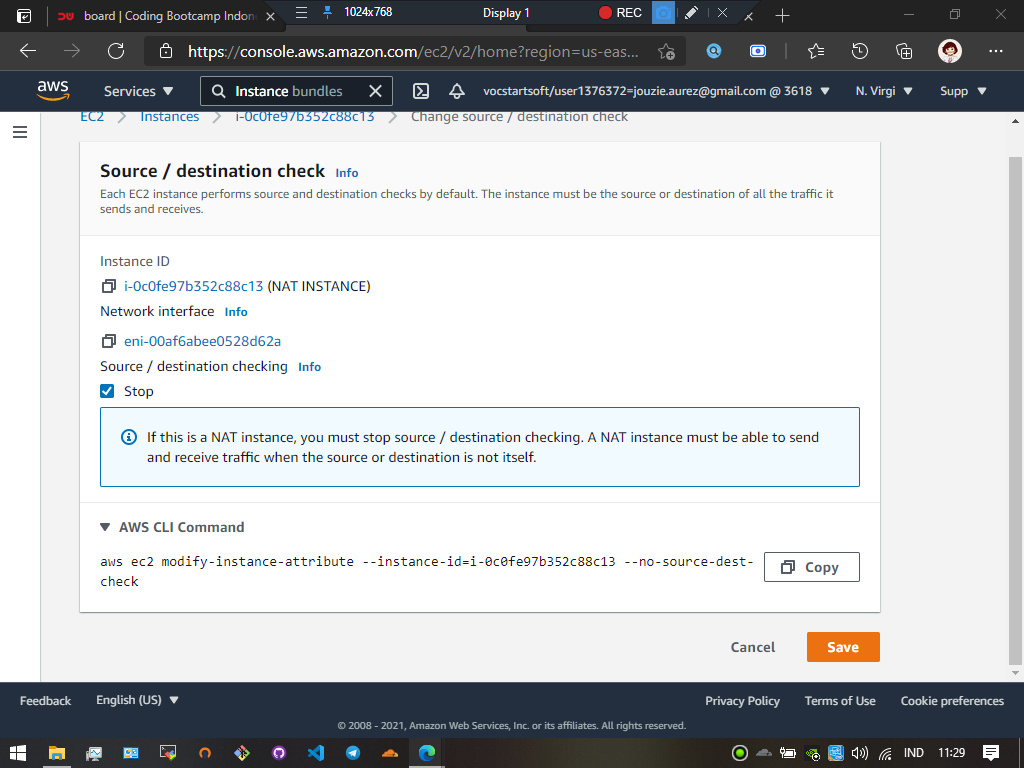 board | Coding Bootcamp Indon
1024x768
Display 1
REC
https://console.aws.amazon.com/ec2/v2/home?region=us-eas...
aws
Services
Instance bundles
vocstartsoft/user1376372=jouzie.aurez@gmail.com @ 3618
N. Virgi
Supp
EC2
Instances
i-0c0fe97b352c88c13
Change source / destination check
Source / destination check Info
Each EC2 instance performs source and destination checks by default. The instance must be the source or destination of all the traffic it
sends and receives.
Instance ID
i-0c0fe97b352c88c13 (NAT INSTANCE)
Network interface Info
eni-00af6abee0528d62a
Source / destination checking Info
Stop
If this is a NAT instance, you must stop source / destination checking. A NAT instance must be able to send
and receive traffic when the source or destination is not itself.
AWS CLI Command
aws ec2 modify-instance-attribute --instance-id=i-0c0fe97b352c88c13 --no-source-dest-
check
Copy
Cancel
Save
Feedback
English (US)
Privacy Policy
Terms of Use
Cookie preferences
© 2008 - 2021, Amazon Web Services, Inc. or its affiliates. All rights reserved.
IND
11:29